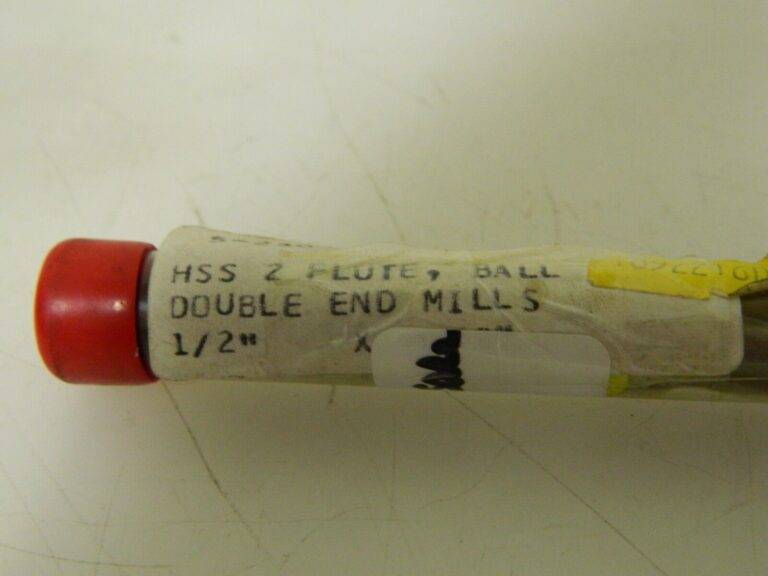 HSS 2 FLUTE, BALL
DOUBLE END MILLS
1/2" X